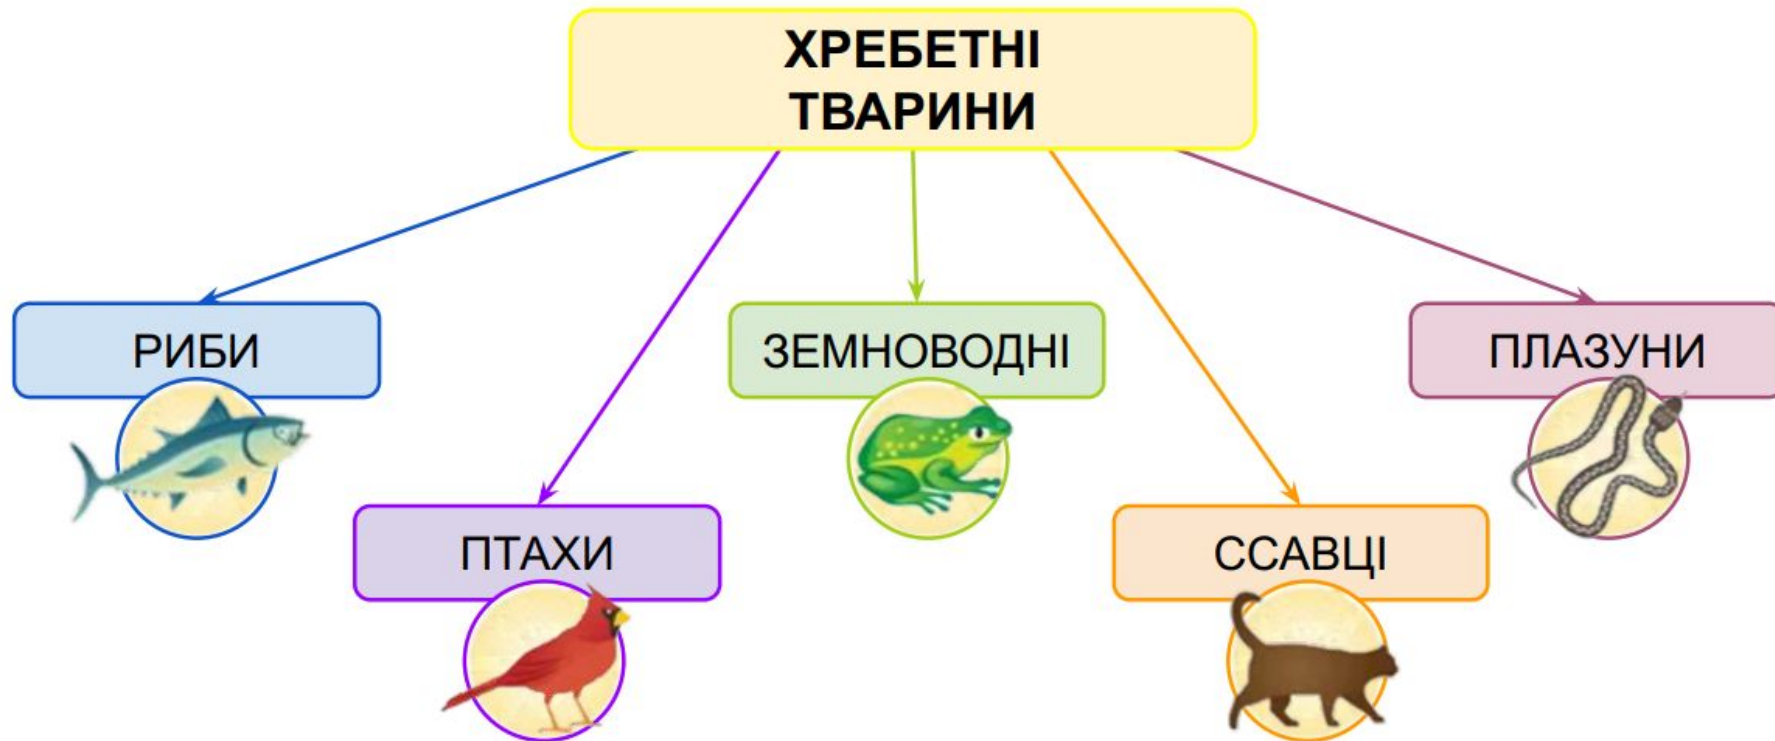 ХРЕБЕТНІ
ТВАРИНИ
РИБИ
ЗЕМНОВОДНІ
ПЛАЗУНИ
ПТАХИ
ССАВЦІ